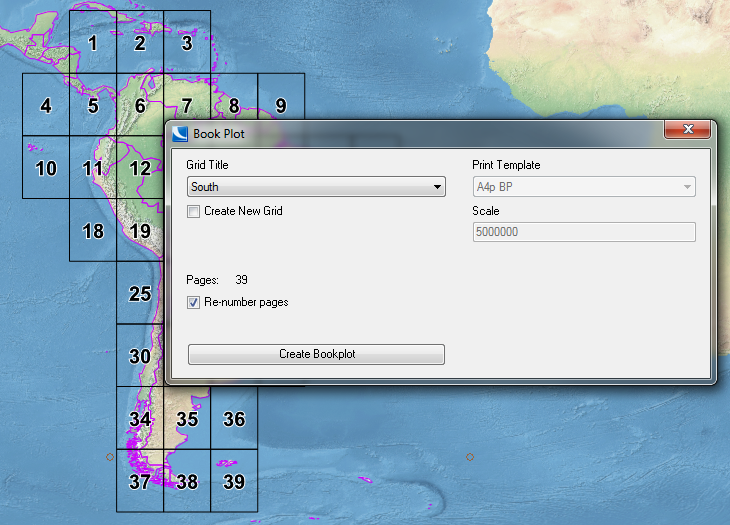 1 2 3
4 5 6 7 8 9
Book Plot
Grid Title
Print Template
10 11 12
South
A4p BP
Create New Grid
Scale
18 19
5000000
Pages: 39
25
Re-number pages
30
Create Bookplot
34 35 36
37 38 39